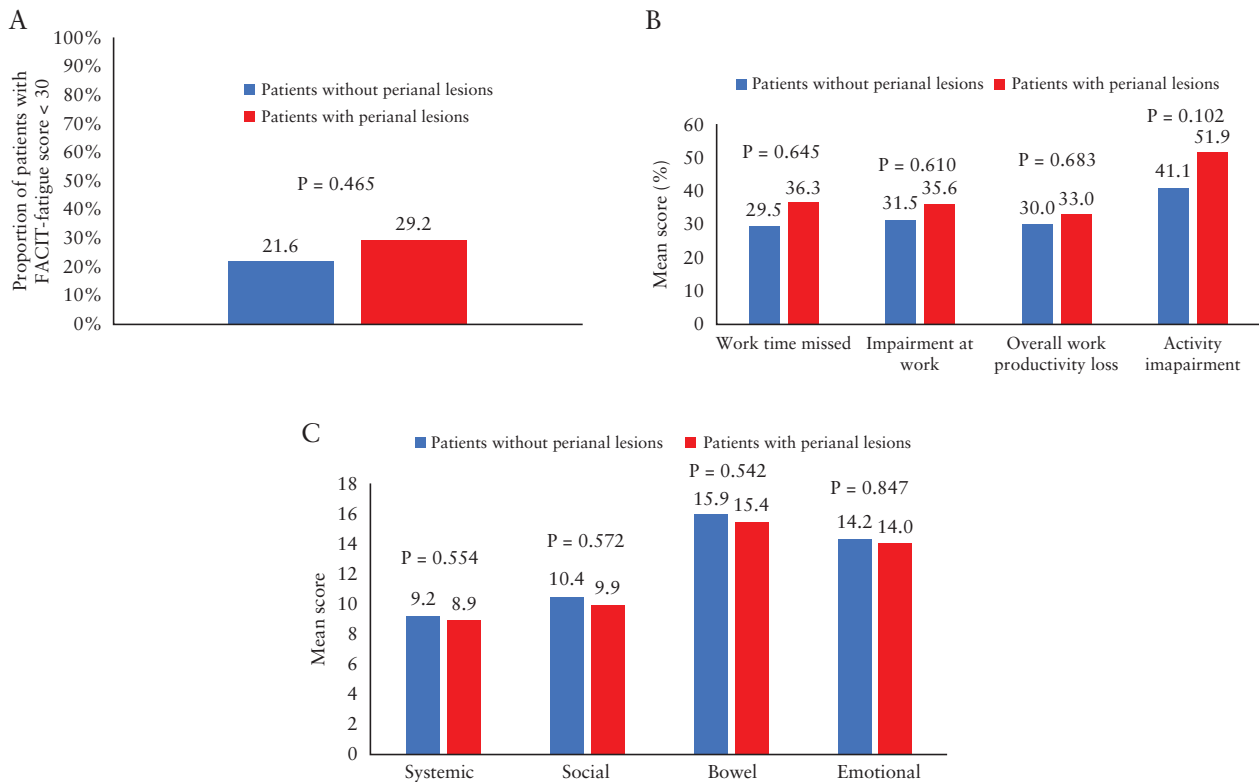 A
Proportion of patients with
FACIT-fatigue score < 30
100%
90%
80%
70%
60%
50%
40%
30%
20%
10%
0%
Patients without perianal lesions
Patients with perianal lesions
P = 0.465
21.6
29.2
B
Patients without perianal lesions
Patients with perianal lesions
Mean score (%)
60
50
40
30
20
10
0
P = 0.645
29.5
36.3
P = 0.610
31.5
35.6
P = 0.683
30.0
33.0
P = 0.102
41.1
51.9
Work time missed
Impairment at
work
Overall work
productivity loss
Activity
imapairment
C
Patients without perianal lesions
Patients with perianal lesions
Mean score
18
16
14
12
10
8
6
4
2
0
P = 0.554
9.2
8.9
P = 0.572
10.4
9.9
P = 0.542
15.9
15.4
P = 0.847
14.2
14.0
Systemic
Social
Bowel
Emotional